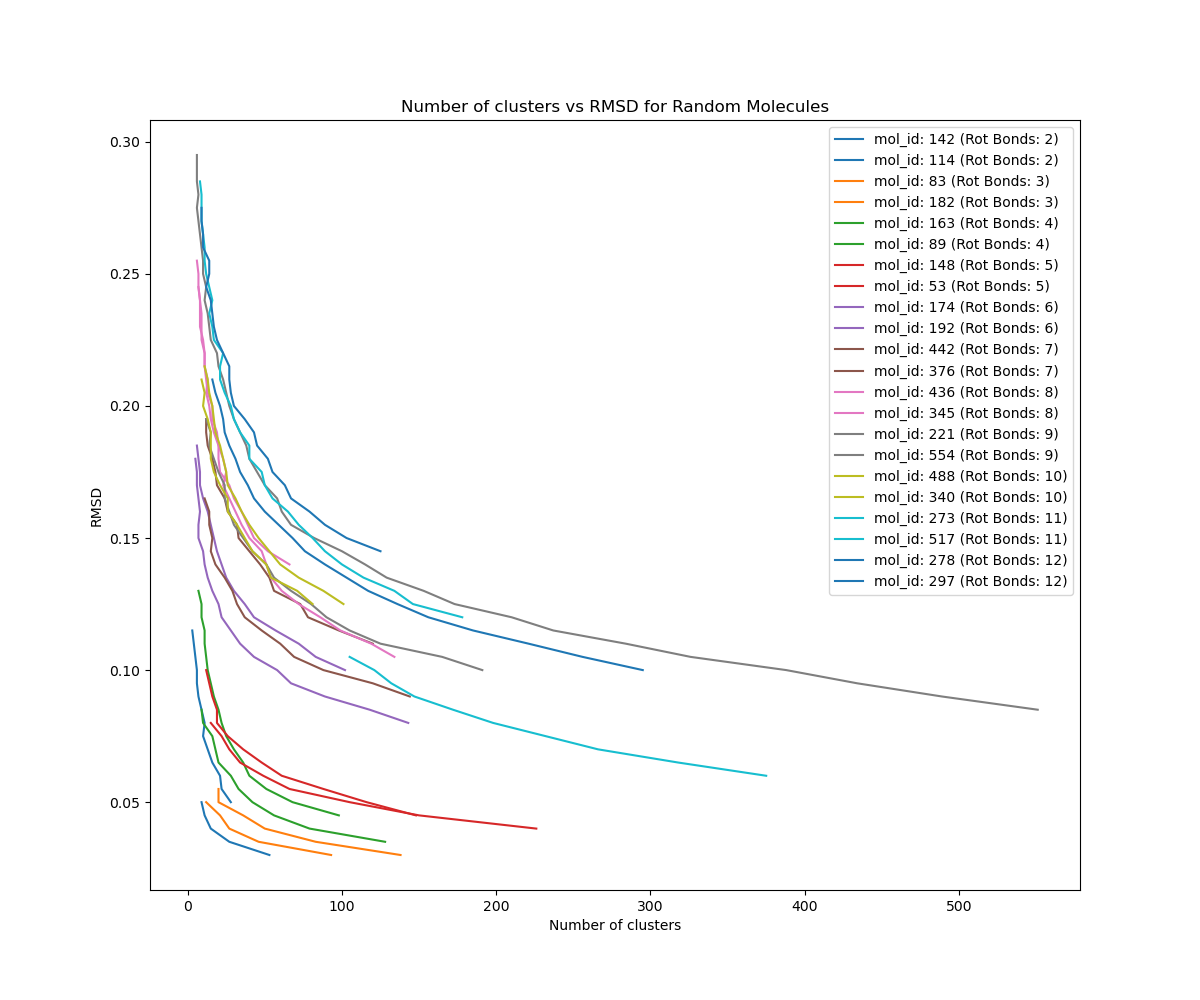 Number of clusters vs RMSD for Random Molecules
mol_id: 142 (Rot Bonds: 2)
mol_id: 114 (Rot Bonds: 2)
mol_id: 83 (Rot Bonds: 3)
mol_id: 182 (Rot Bonds: 3)
mol_id: 163 (Rot Bonds: 4)
mol_id: 89 (Rot Bonds: 4)
mol_id: 148 (Rot Bonds: 5)
mol_id: 53 (Rot Bonds: 5)
mol_id: 174 (Rot Bonds: 6)
mol_id: 192 (Rot Bonds: 6)
mol_id: 442 (Rot Bonds: 7)
mol_id: 376 (Rot Bonds: 7)
mol_id: 436 (Rot Bonds: 8)
mol_id: 345 (Rot Bonds: 8)
mol_id: 221 (Rot Bonds: 9)
mol_id: 554 (Rot Bonds: 9)
mol_id: 488 (Rot Bonds: 10)
mol_id: 340 (Rot Bonds: 10)
mol_id: 273 (Rot Bonds: 11)
mol_id: 517 (Rot Bonds: 11)
mol_id: 278 (Rot Bonds: 12)
mol_id: 297 (Rot Bonds: 12)
RMSD
0.30
0.25
0.20
0.15
0.10
0.05
0 100 200 300 400 500
Number of clusters